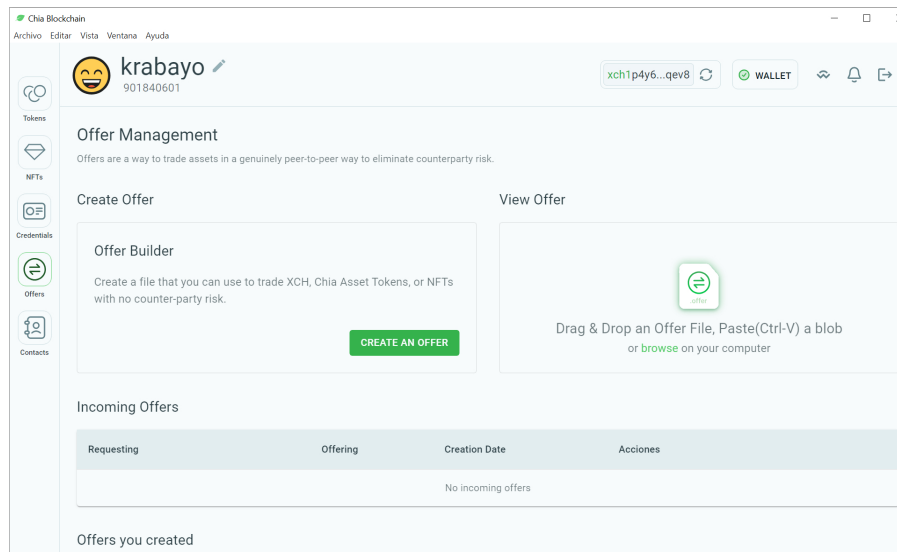 Chia Blockchain
Archivo Editar Vista Ventana Ayuda
krabayo
901840601
xch1p4y6...qev8
WALLET
Tokens
NFTs
Credentials
Offers
Contacts
Offer Management
Offers are a way to trade assets in a genuinely peer-to-peer way to eliminate counterparty risk.
Create Offer
Offer Builder
Create a file that you can use to trade XCH, Chia Asset Tokens, or NFTs
with no counter-party risk.
CREATE AN OFFER
View Offer
offer
Drag & Drop an Offer File, Paste(Ctrl-V) a blob
or browse on your computer
Incoming Offers
Requesting Offering Creation Date Acciones
No incoming offers
Offers you created